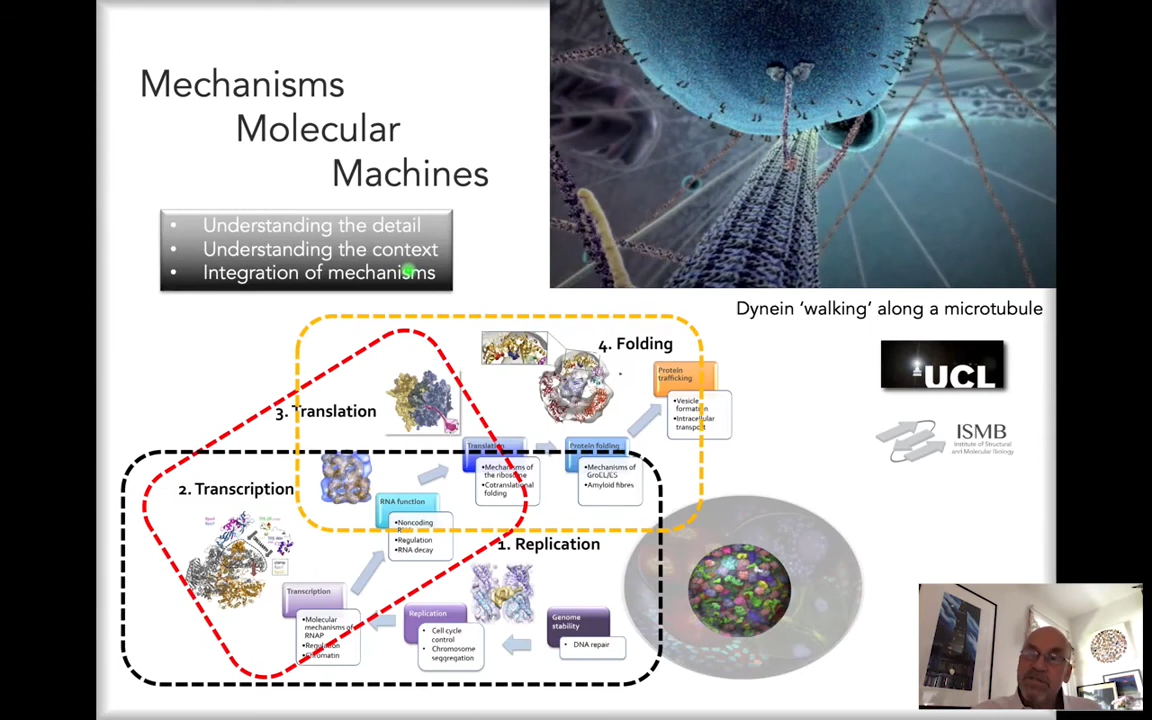 Mechanisms
Molecular
Machines
• Understanding the detail
• Understanding the context
• Integration of mechanisms
Dynein ‘walking’ along a microtubule
UCL
ISMB
Institute of Structural
and Molecular Biology
4. Folding
Protein
trafficking
•Vesicle
formation
•Intracellular
transport
3. Translation
Translation
•Mechanisms of
the ribosome
•Cotranslational
folding
Protein folding
•Mechanisms of
GroEL/ES
•Amyloid fibres
2. Transcription
RNA function
•Noncoding
•Regulation
•RNA decay
1. Replication
Transcription
•Molecular
mechanisms of
RNAP
•Regulation
•Chromatin
Replication
• Cell cycle
control
• Chromosome
seggregation
Genome
stability
• DNA repair